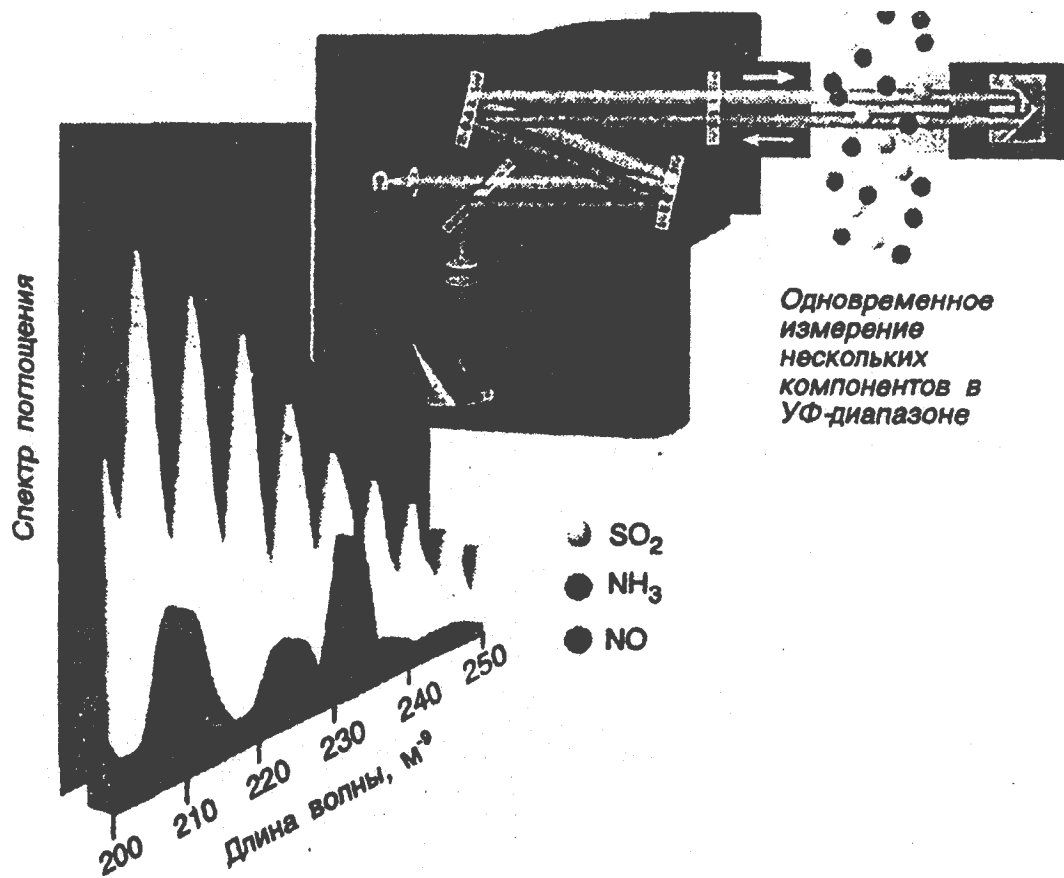 Одновременное
измерение
нескольких
компонентов в
УФ-диапазоне
Спектр поглощения
SO₂
NH₃
NO
200
210
220
230
240
250
Длина волны, м⁻⁹